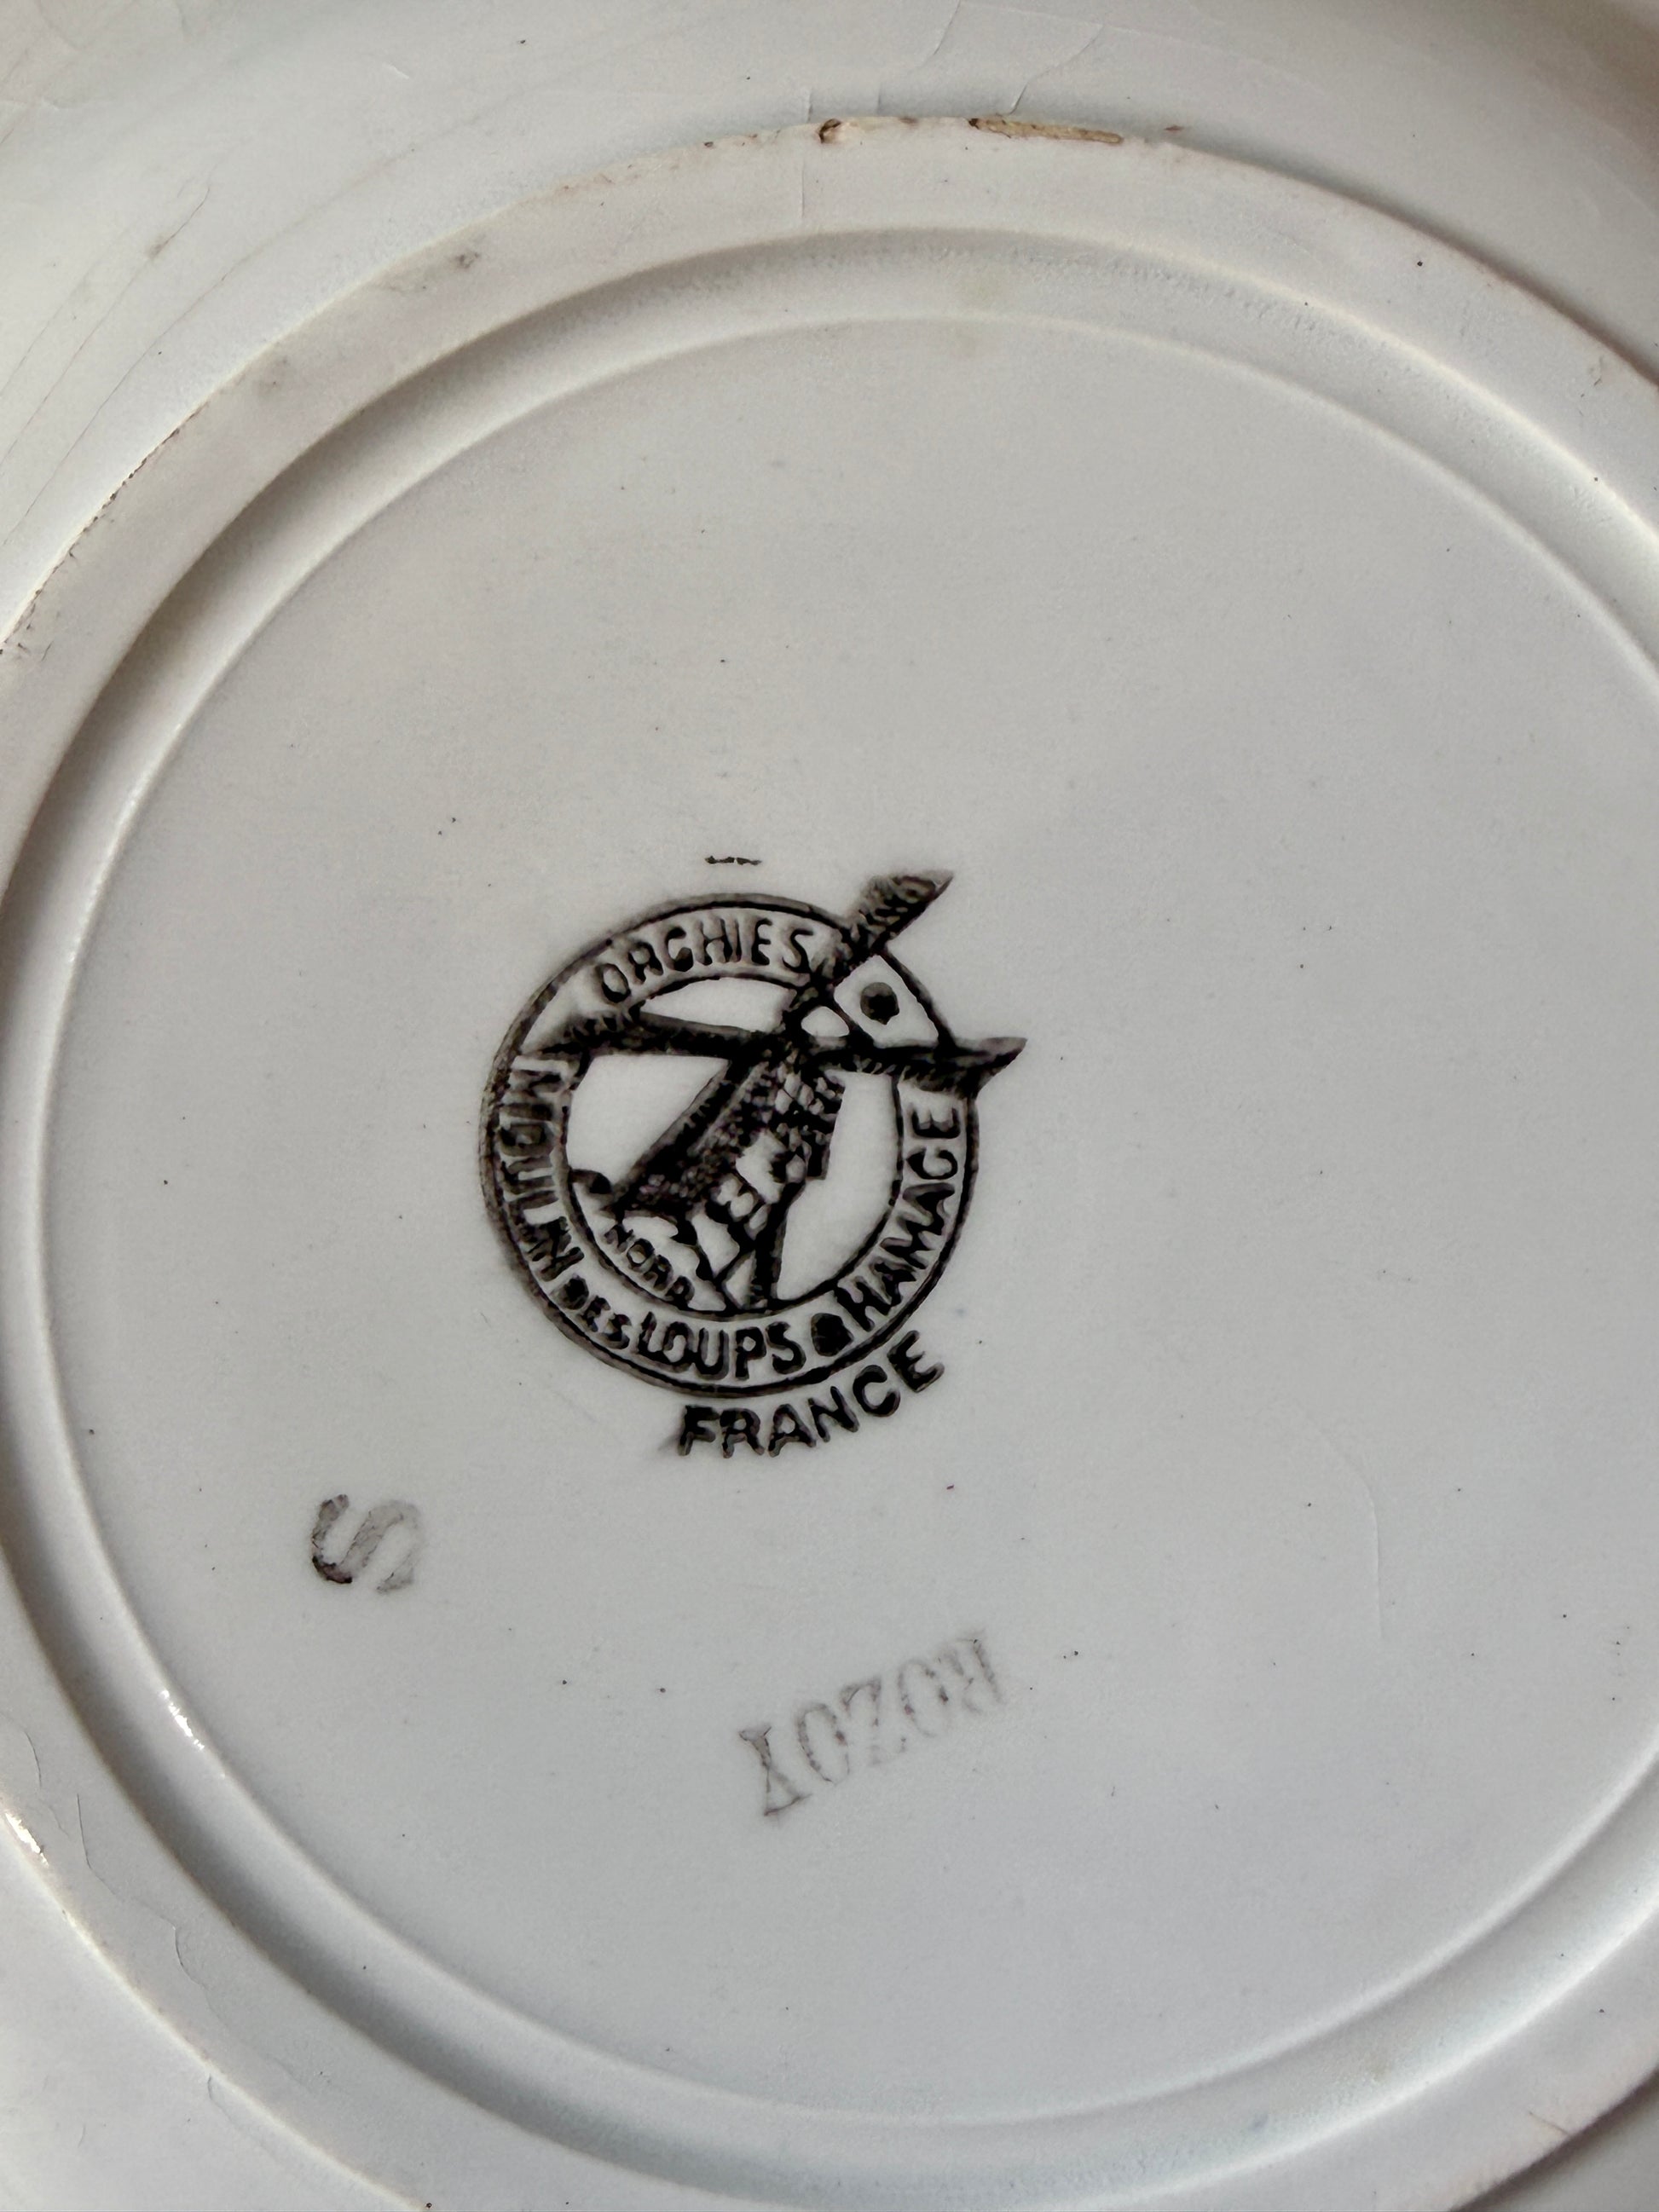 ORCHIES
MOULIN DES LOUPS & HAMAGE
NORD
FRANCE
S
ROZOY